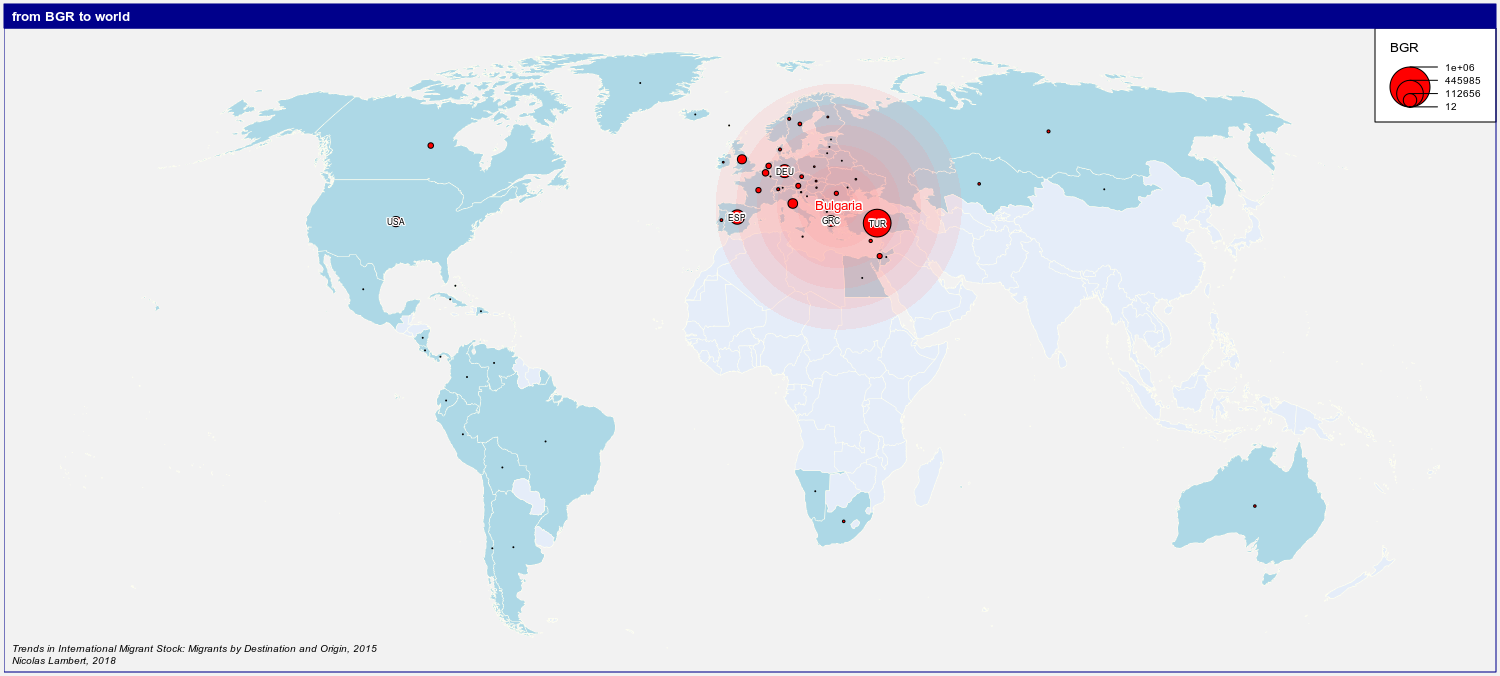 from BGR to world
BGR
1e+06
445985
112656
12
DEU
USA
ESP
Bulgaria
GRC
TUR
Trends in International Migrant Stock: Migrants by Destination and Origin, 2015
Nicolas Lambert, 2018